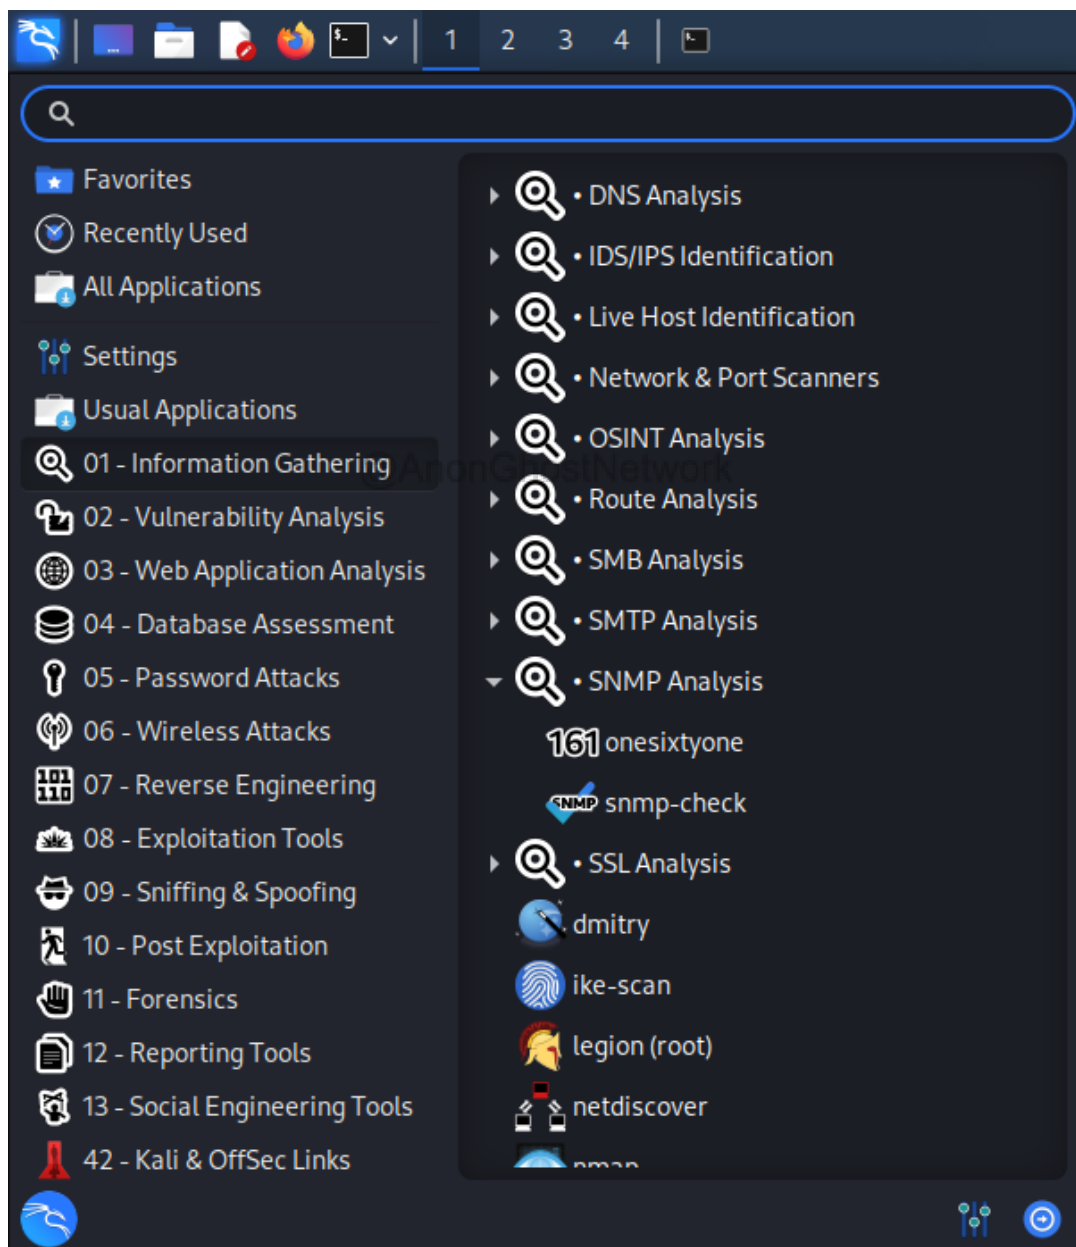 1 2 3 4
Favorites
Recently Used
All Applications
Settings
Usual Applications
01 - Information Gathering
02 - Vulnerability Analysis
03 - Web Application Analysis
04 - Database Assessment
05 - Password Attacks
06 - Wireless Attacks
07 - Reverse Engineering
08 - Exploitation Tools
09 - Sniffing & Spoofing
10 - Post Exploitation
11 - Forensics
12 - Reporting Tools
13 - Social Engineering Tools
42 - Kali & OffSec Links
• DNS Analysis
• IDS/IPS Identification
• Live Host Identification
• Network & Port Scanners
• OSINT Analysis
@AnonGhostNetwork
• Route Analysis
• SMB Analysis
• SMTP Analysis
• SNMP Analysis
161 onesixtyone
SNMP snmp-check
• SSL Analysis
dmitry
ike-scan
legion (root)
netdiscover
nmap